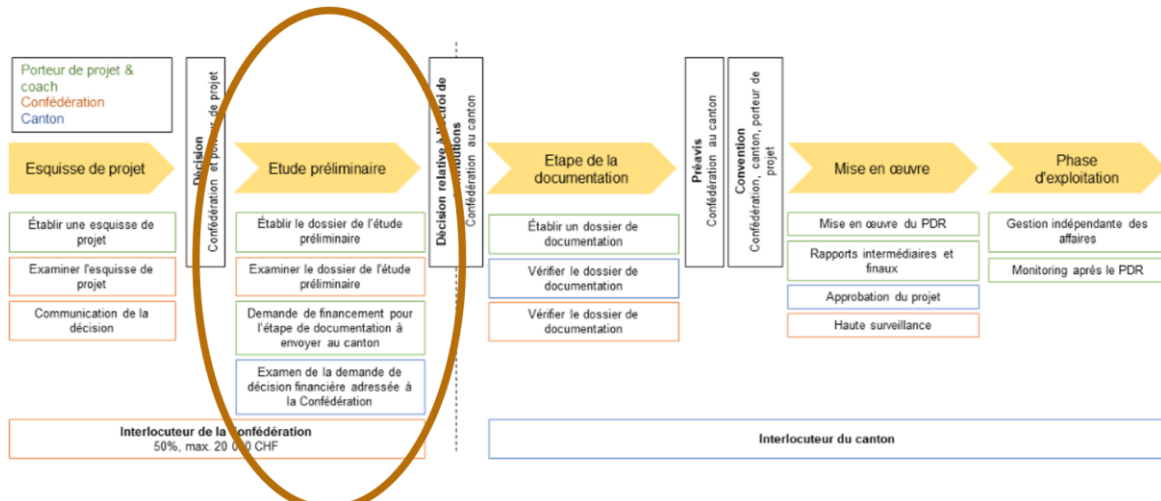 Porteur de projet &
coach
Confédération
Canton
Esquisse de projet
Établir une esquisse de
projet
Examiner l'esquisse de
projet
Communication de la
décision
Décision
Confédération et porteur de projet
Etude préliminaire
Établir le dossier de l'étude
préliminaire
Examiner le dossier de l'étude
préliminaire
Demande de financement pour
l'étape de documentation à
envoyer au canton
Examen de la demande de
décision financière adressée à
la Confédération
Interlocuteur de la Confédération
50%, max. 20 000 CHF
Décision relative à l'octroi de
contributions
Confédération au canton
Etape de la
documentation
Établir un dossier de
documentation
Vérifier le dossier de
documentation
Vérifier le dossier de
documentation
Préavis
Confédération au canton
Convention
Confédération, canton, porteur de
projet
Mise en œuvre
Mise en œuvre du PDR
Rapports intermédiaires et
finaux
Approbation du projet
Haute surveillance
Phase
d'exploitation
Gestion indépendante des
affaires
Monitoring après le PDR
Interlocuteur du canton